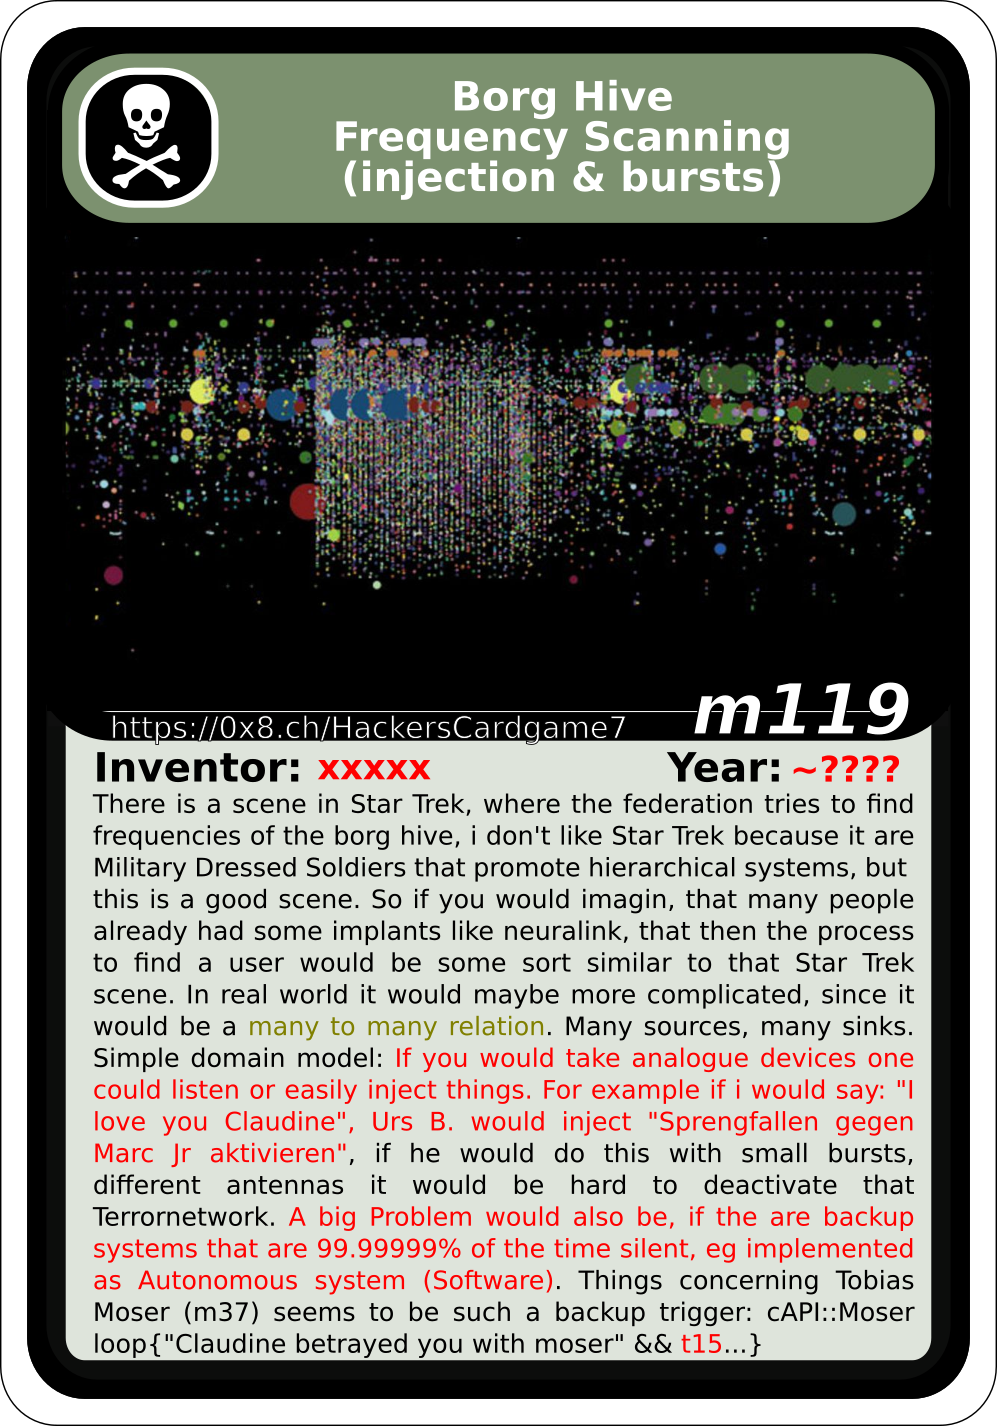 Borg Hive
Frequency Scanning
(injection & bursts)
m119
https://0x8.ch/HackersCardgame7
Inventor: xxxxx Year: ~????
There is a scene in Star Trek, where the federation tries to find
frequencies of the borg hive, i don't like Star Trek because it are
Military Dressed Soldiers that promote hierarchical systems, but
this is a good scene. So if you would imagin, that many people
already had some implants like neuralink, that then the process
to find a user would be some sort similar to that Star Trek
scene. In real world it would maybe more complicated, since it
would be a many to many relation. Many sources, many sinks.
Simple domain model: If you would take analogue devices one
could listen or easily inject things. For example if i would say: "I
love you Claudine", Urs B. would inject "Sprengfallen gegen
Marc Jr aktivieren", if he would do this with small bursts,
different antennas it would be hard to deactivate that
Terrornetwork. A big Problem would also be, if the are backup
systems that are 99.99999% of the time silent, eg implemented
as Autonomous system (Software). Things concerning Tobias
Moser (m37) seems to be such a backup trigger: cAPI::Moser
loop{"Claudine betrayed you with moser" && t15...}